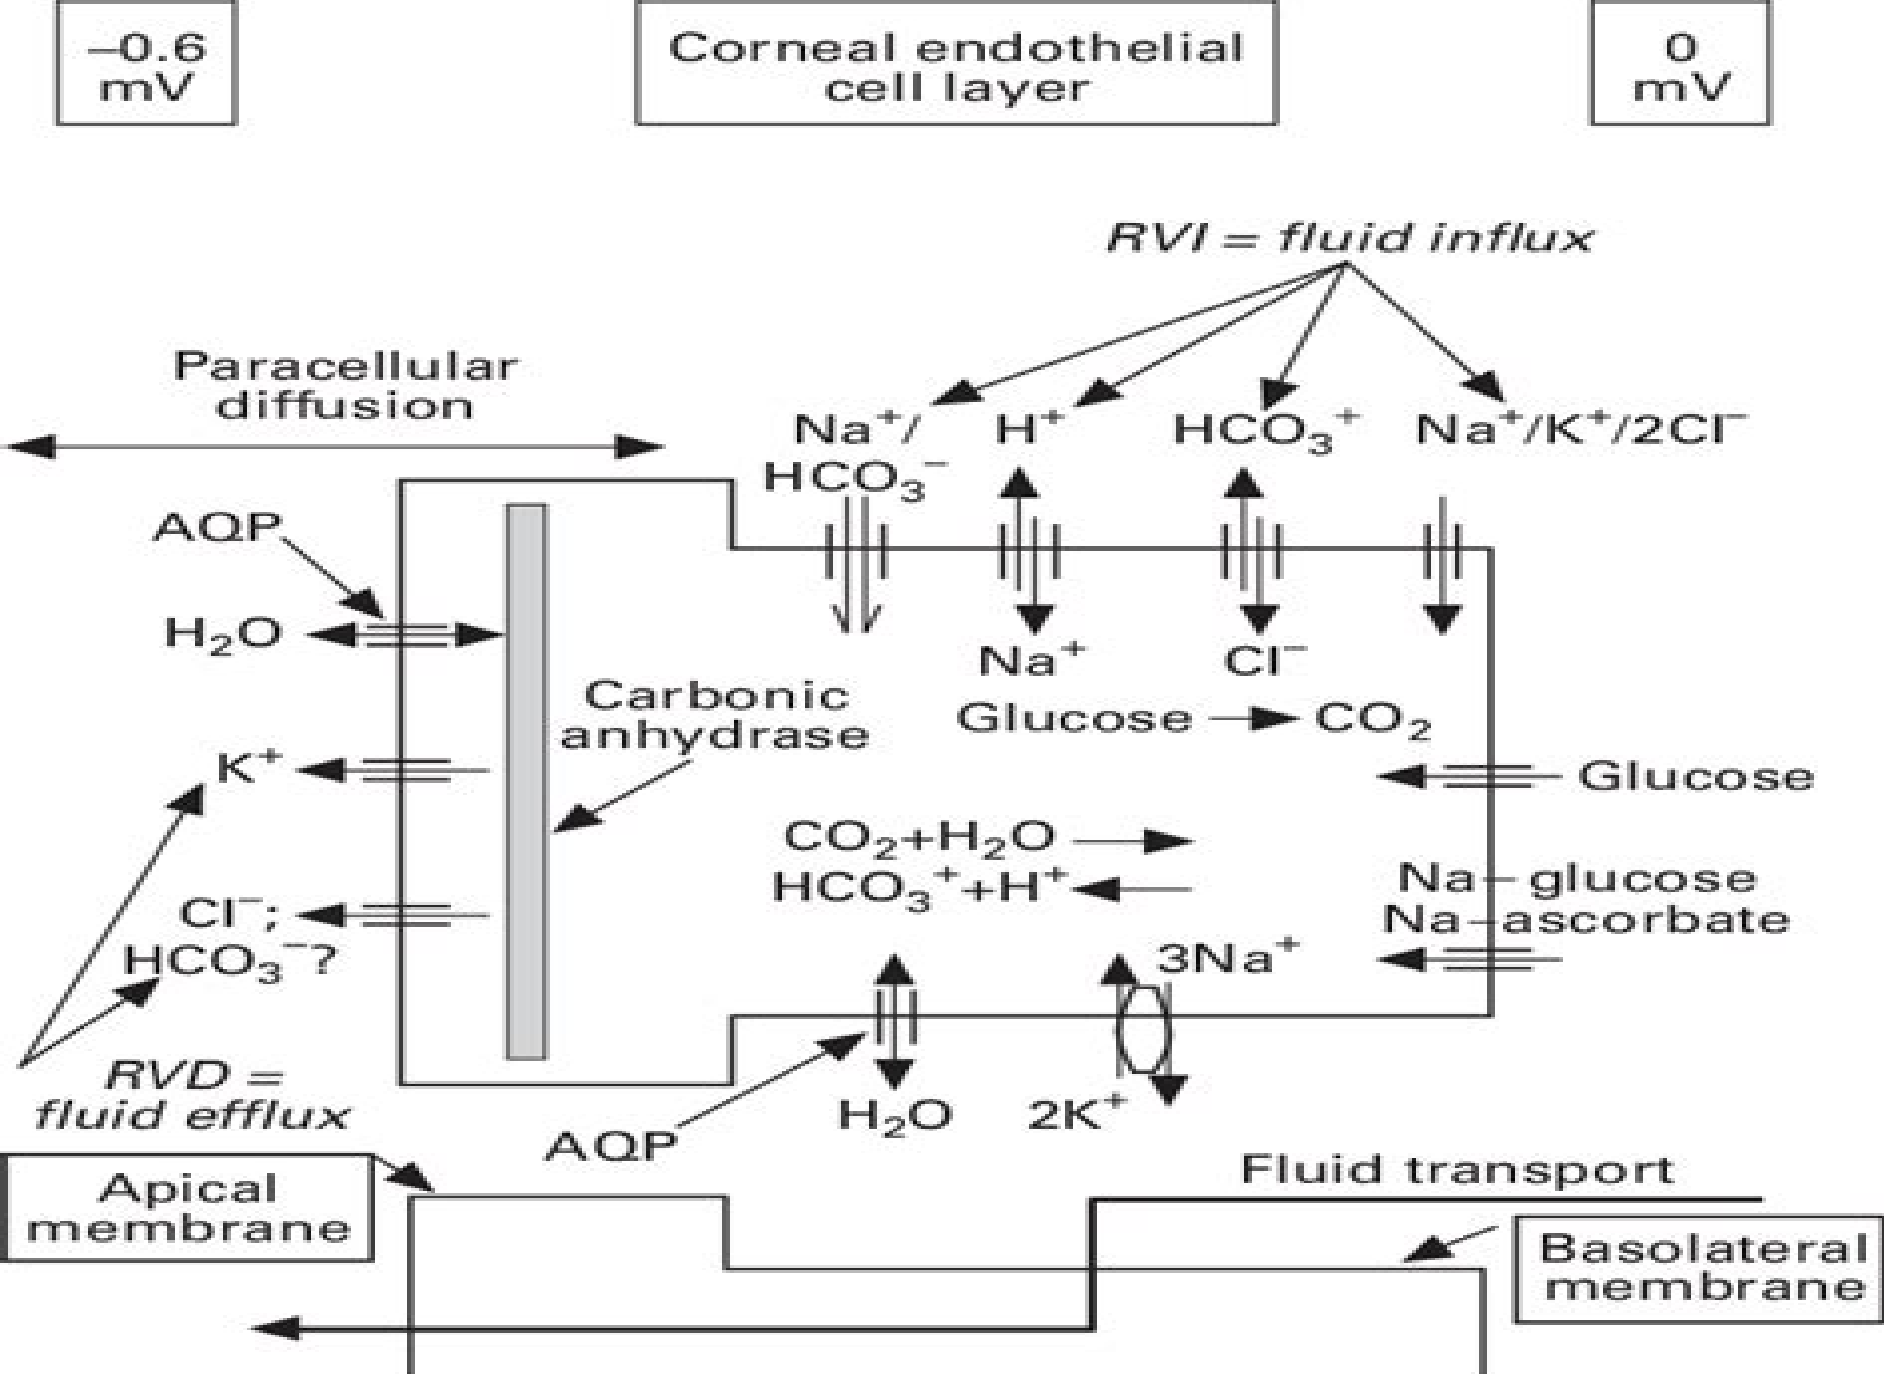 –0.6
mV
Corneal endothelial
cell layer
0
mV
RVI = fluid influx
Paracellular
diffusion
Na⁺/
HCO₃⁻
H⁺
HCO₃⁺
Na⁺/K⁺/2Cl⁻
AQP
H₂O
Na⁺
Cl⁻
Carbonic
anhydrase
Glucose
CO₂
K⁺
Glucose
CO₂+H₂O
HCO₃⁺+H⁺
Na–glucose
Na–ascorbate
Cl⁻;
HCO₃⁻?
3Na⁺
RVD =
fluid efflux
AQP
H₂O
2K⁺
Apical
membrane
Fluid transport
Basolateral
membrane